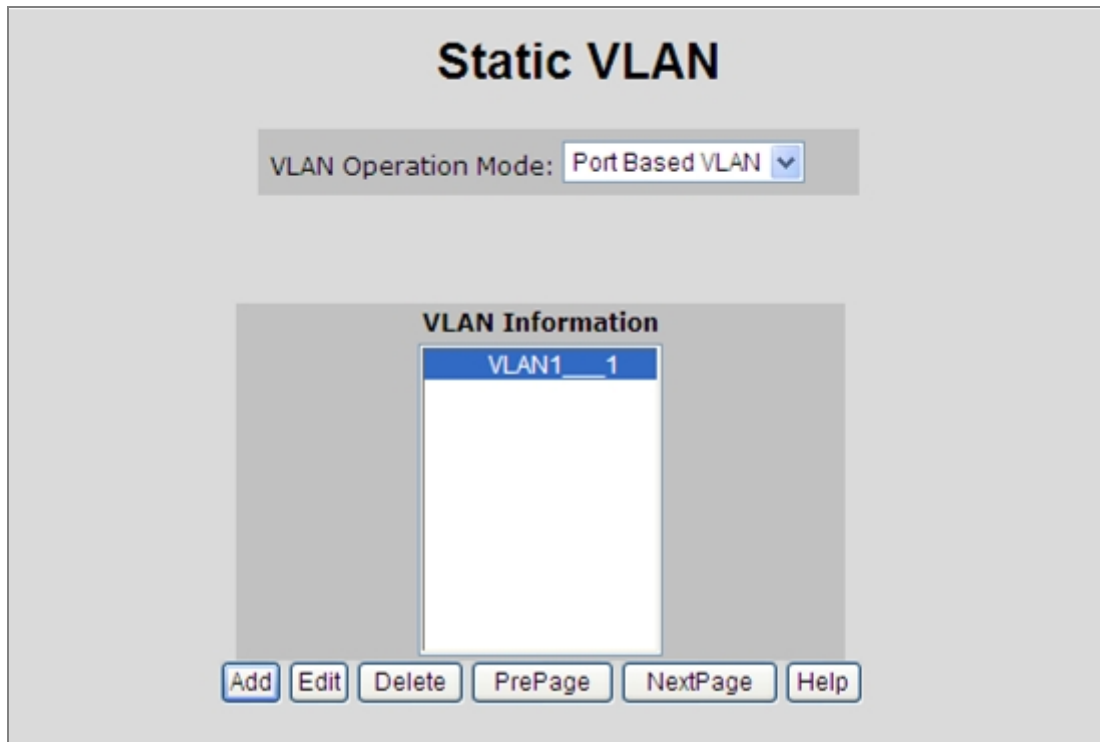 Static VLAN
VLAN Operation Mode: Port Based VLAN
VLAN Information
VLAN1___1
Add Edit Delete PrePage NextPage Help